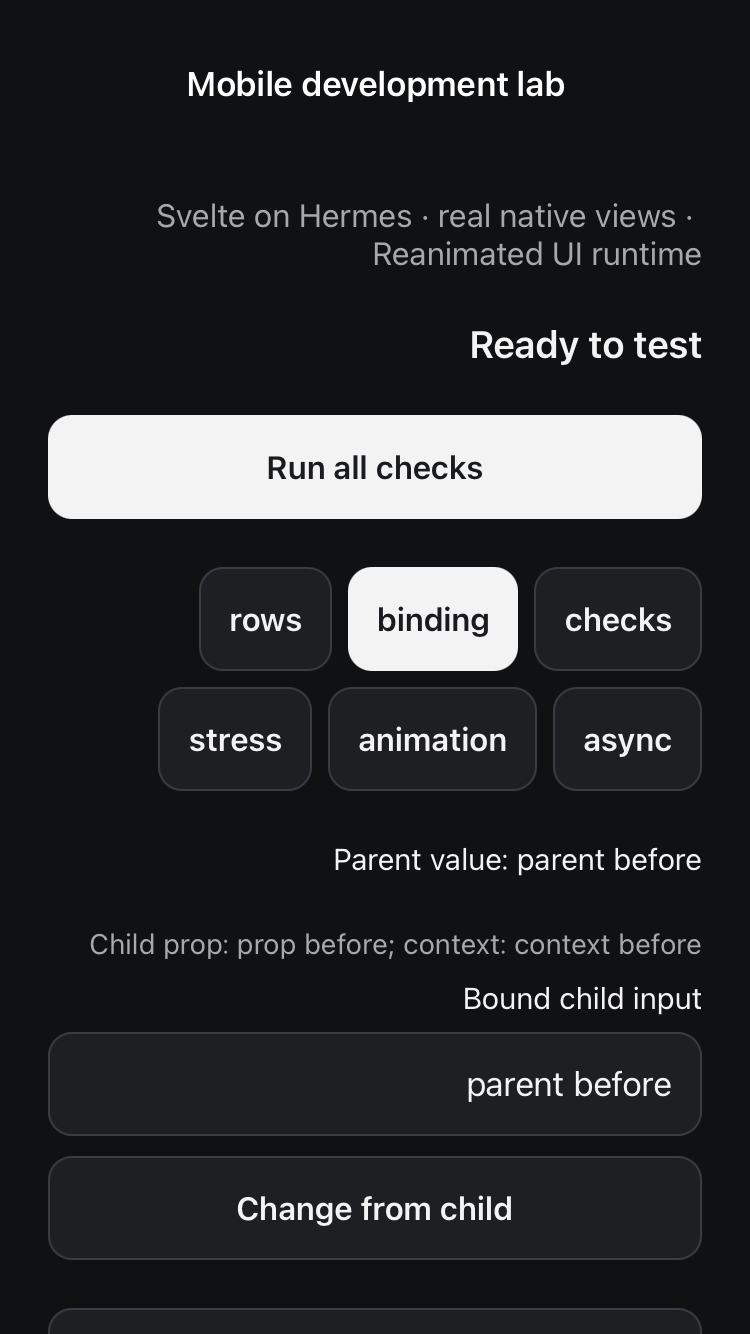 Mobile development lab
Svelte on Hermes · real native views ·
Reanimated UI runtime
Ready to test
Run all checks
rows binding checks
stress animation async
Parent value: parent before
Child prop: prop before; context: context before
Bound child input
parent before
Change from child